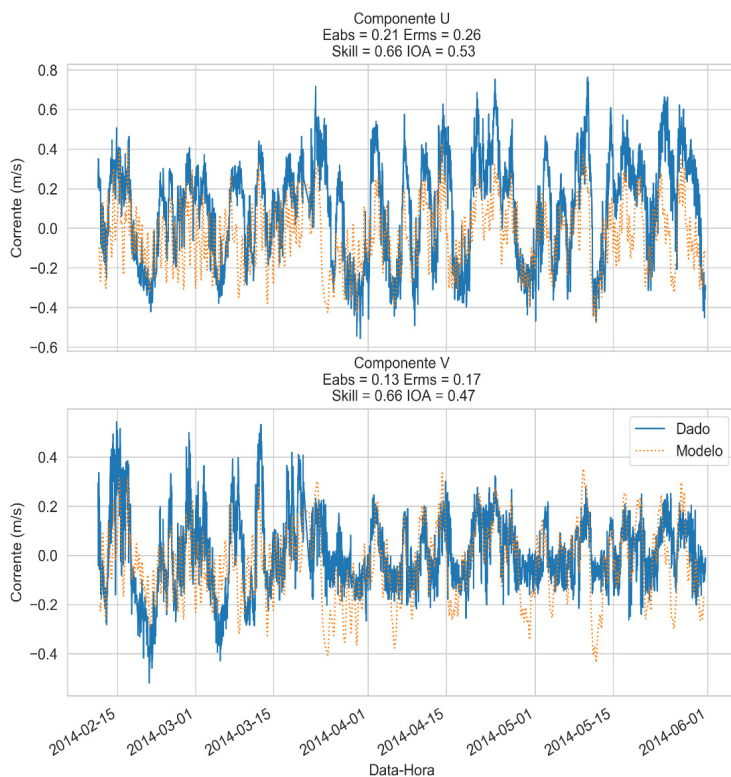 Componente U
Eabs = 0.21 Erms = 0.26
Skill = 0.66 IOA = 0.53
0.8
0.6
0.4
0.2
0.0
−0.2
−0.4
−0.6
Corrente (m/s)
Componente V
Eabs = 0.13 Erms = 0.17
Skill = 0.66 IOA = 0.47
Dado
Modelo
0.4
0.2
0.0
−0.2
−0.4
Corrente (m/s)
2014-02-15
2014-03-01
2014-03-15
2014-04-01
2014-04-15
2014-05-01
2014-05-15
2014-06-01
Data-Hora